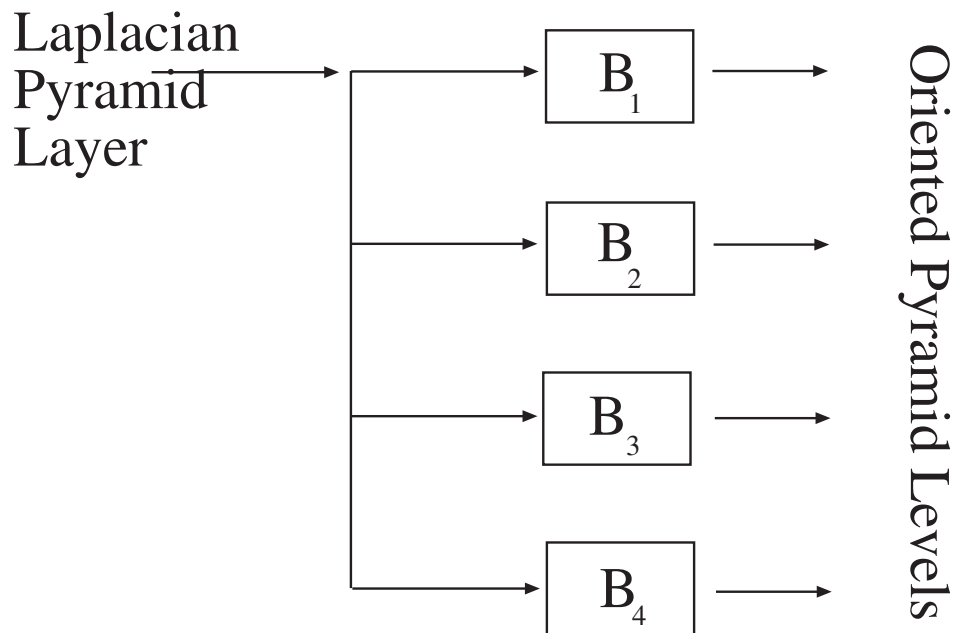 Laplacian
Pyramid
Layer
B1
B2
B3
B4
Oriented Pyramid Levels